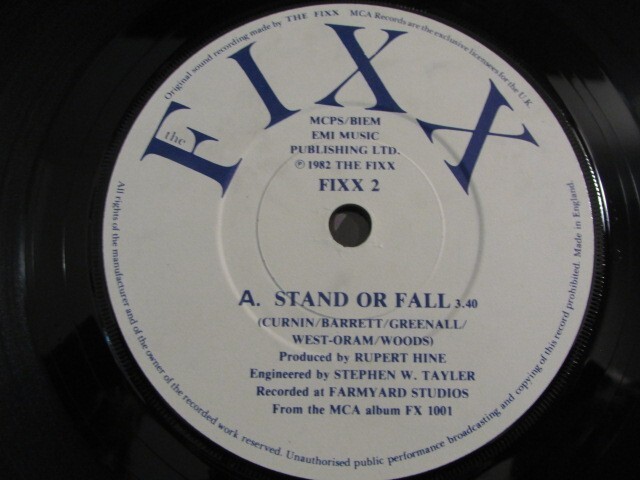 Original sound recording made by THE FIXX MCA Records are the exclusive licensees for the U.K.
the
FIXX
MCPS/BIEM
EMI MUSIC
PUBLISHING LTD.
℗ 1982 THE FIXX
FIXX 2
A. STAND OR FALL 3.40
(CURNIN/BARRETT/GREENALL/
WEST-ORAM/WOODS)
Produced by RUPERT HINE
Engineered by STEPHEN W. TAYLER
Recorded at FARMYARD STUDIOS
From the MCA album FX 1001
All rights of the manufacturer and of the owner of the recorded work reserved. Unauthorised public performance broadcasting and copying of this record prohibited. Made in England.